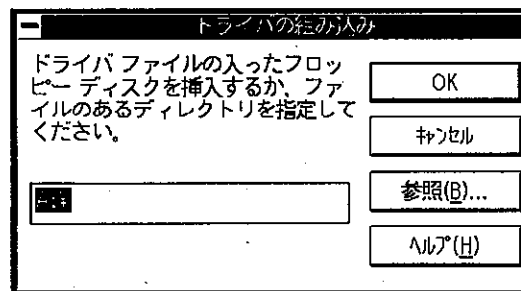 ドライバの組み込み
ドライバ ファイルの入ったフロッ
ピー ディスクを挿入するか、ファ
イルのあるディレクトリを指定して
ください。
OK
キャンセル
参照(B)...
ヘルプ(H)